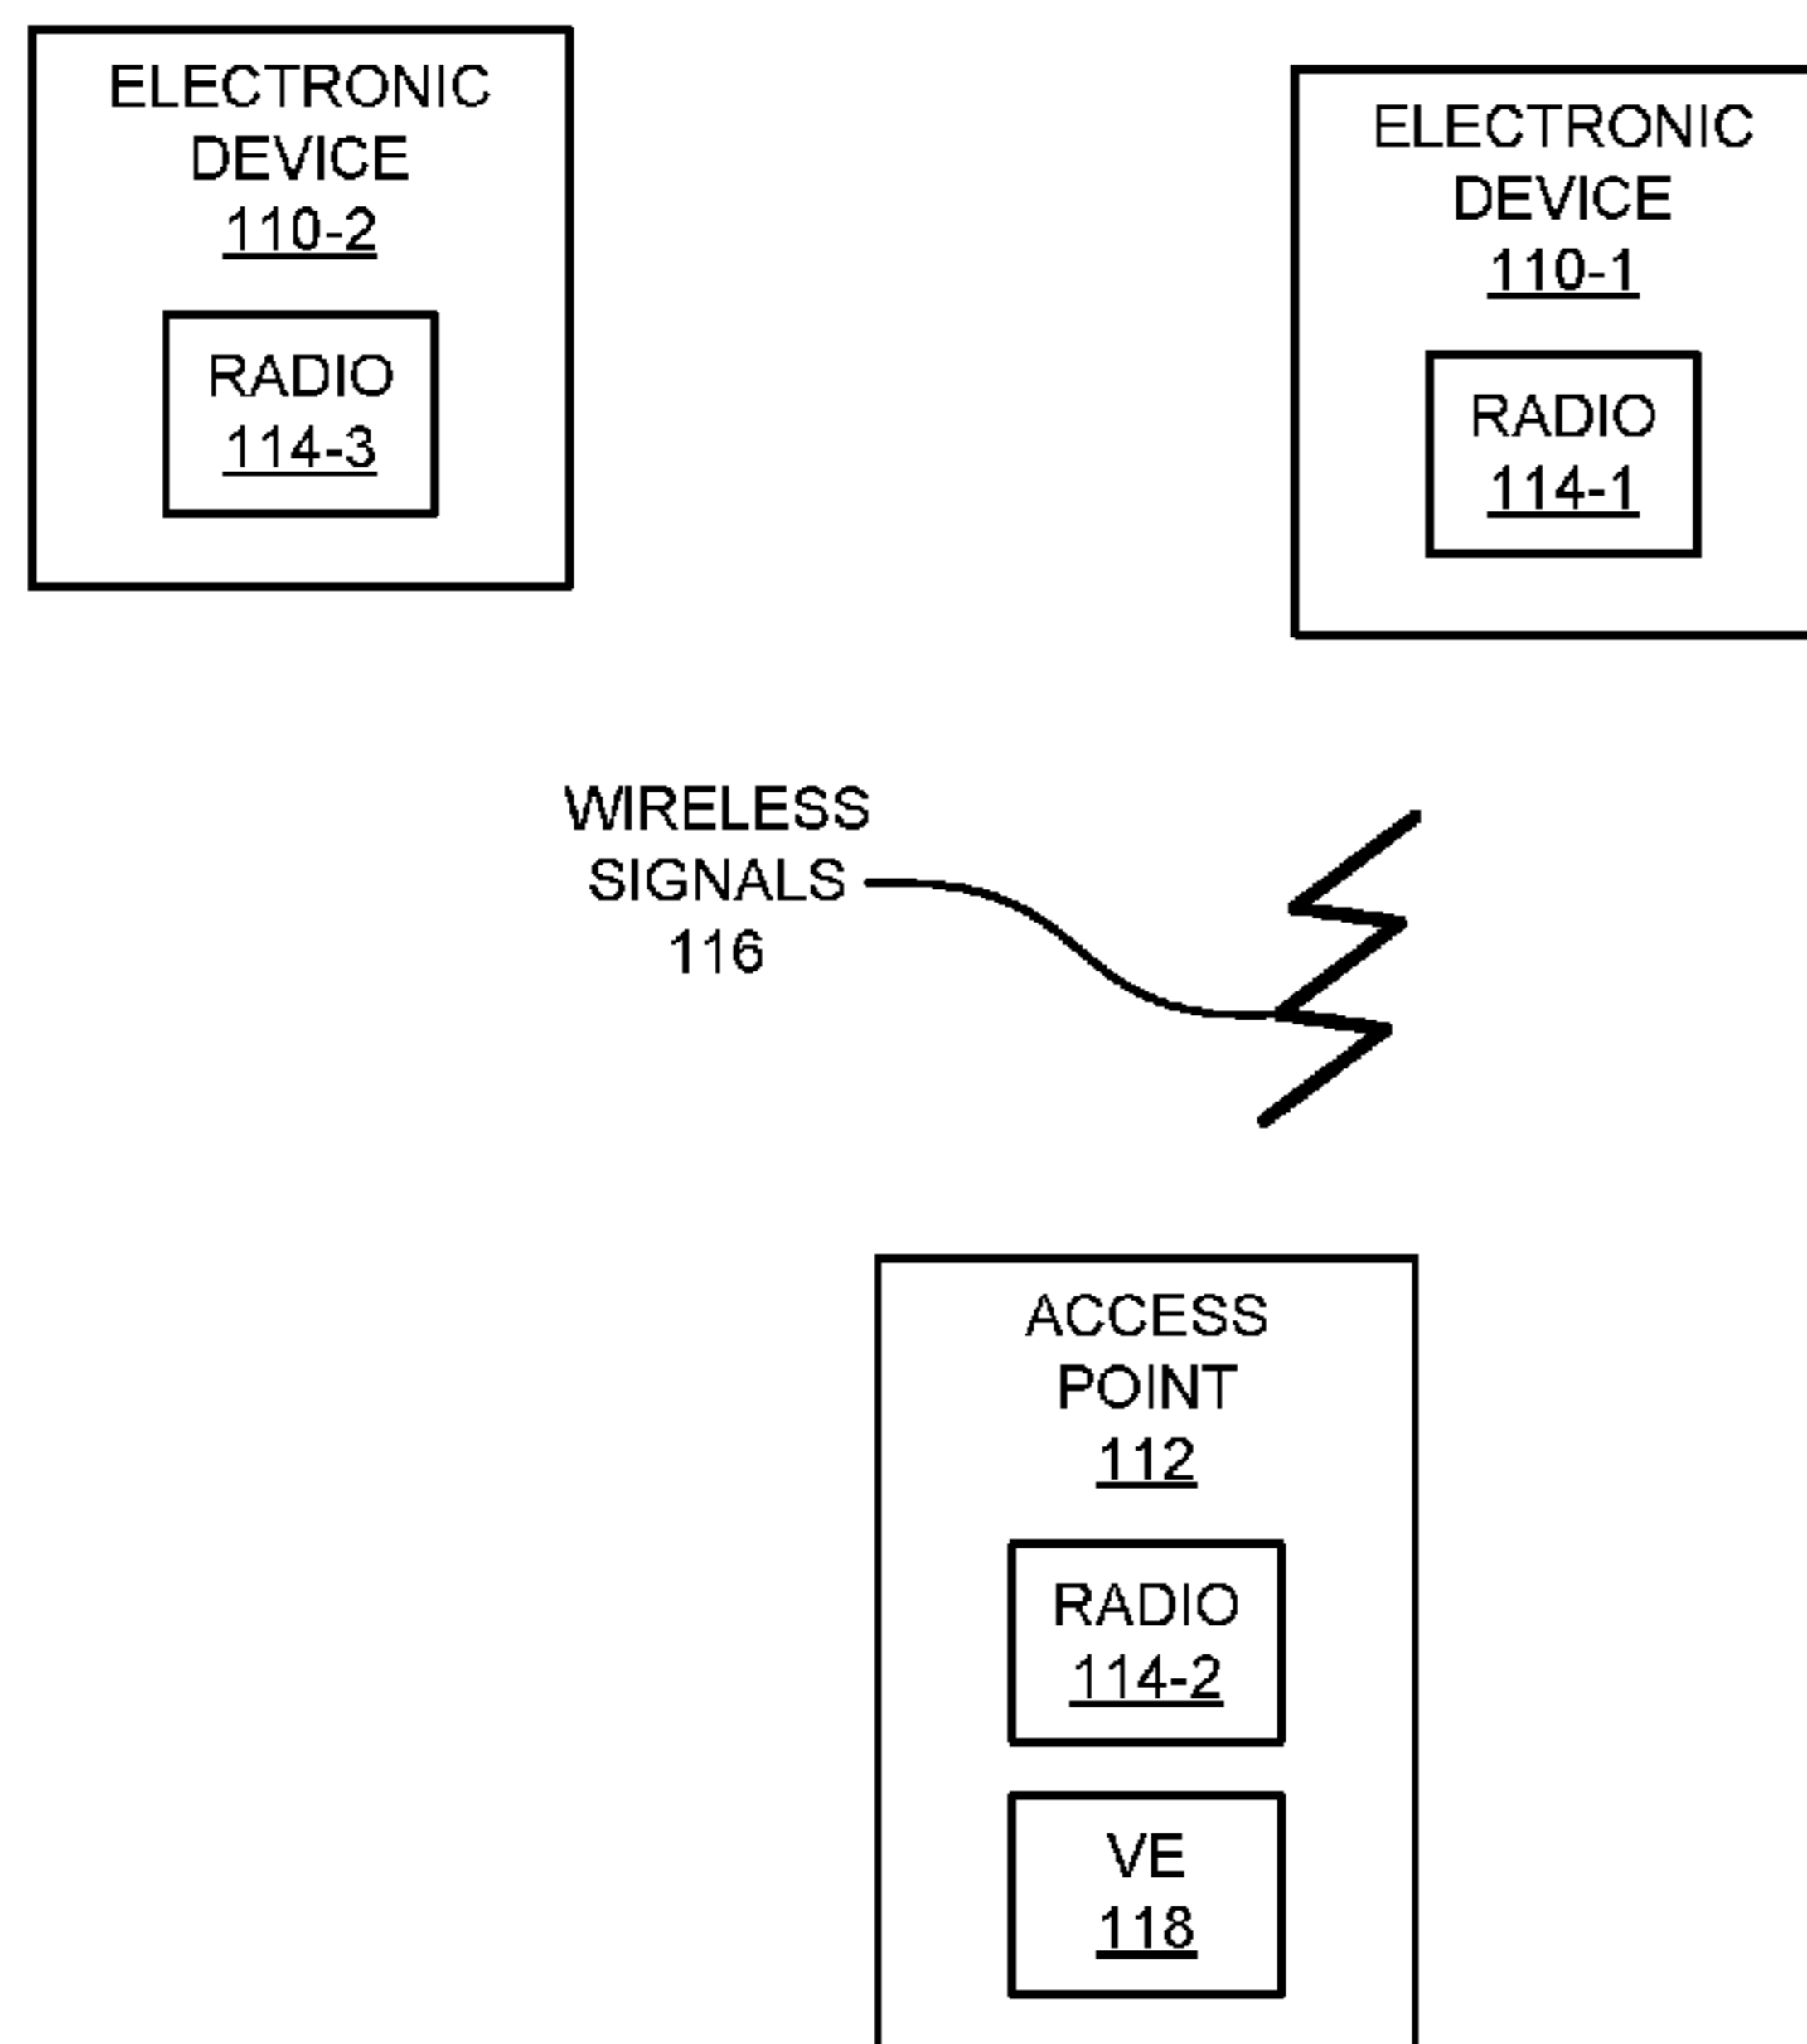 ELECTRONIC
DEVICE
110-2
RADIO
114-3
ELECTRONIC
DEVICE
110-1
RADIO
114-1
WIRELESS
SIGNALS
116
ACCESS
POINT
112
RADIO
114-2
VE
118